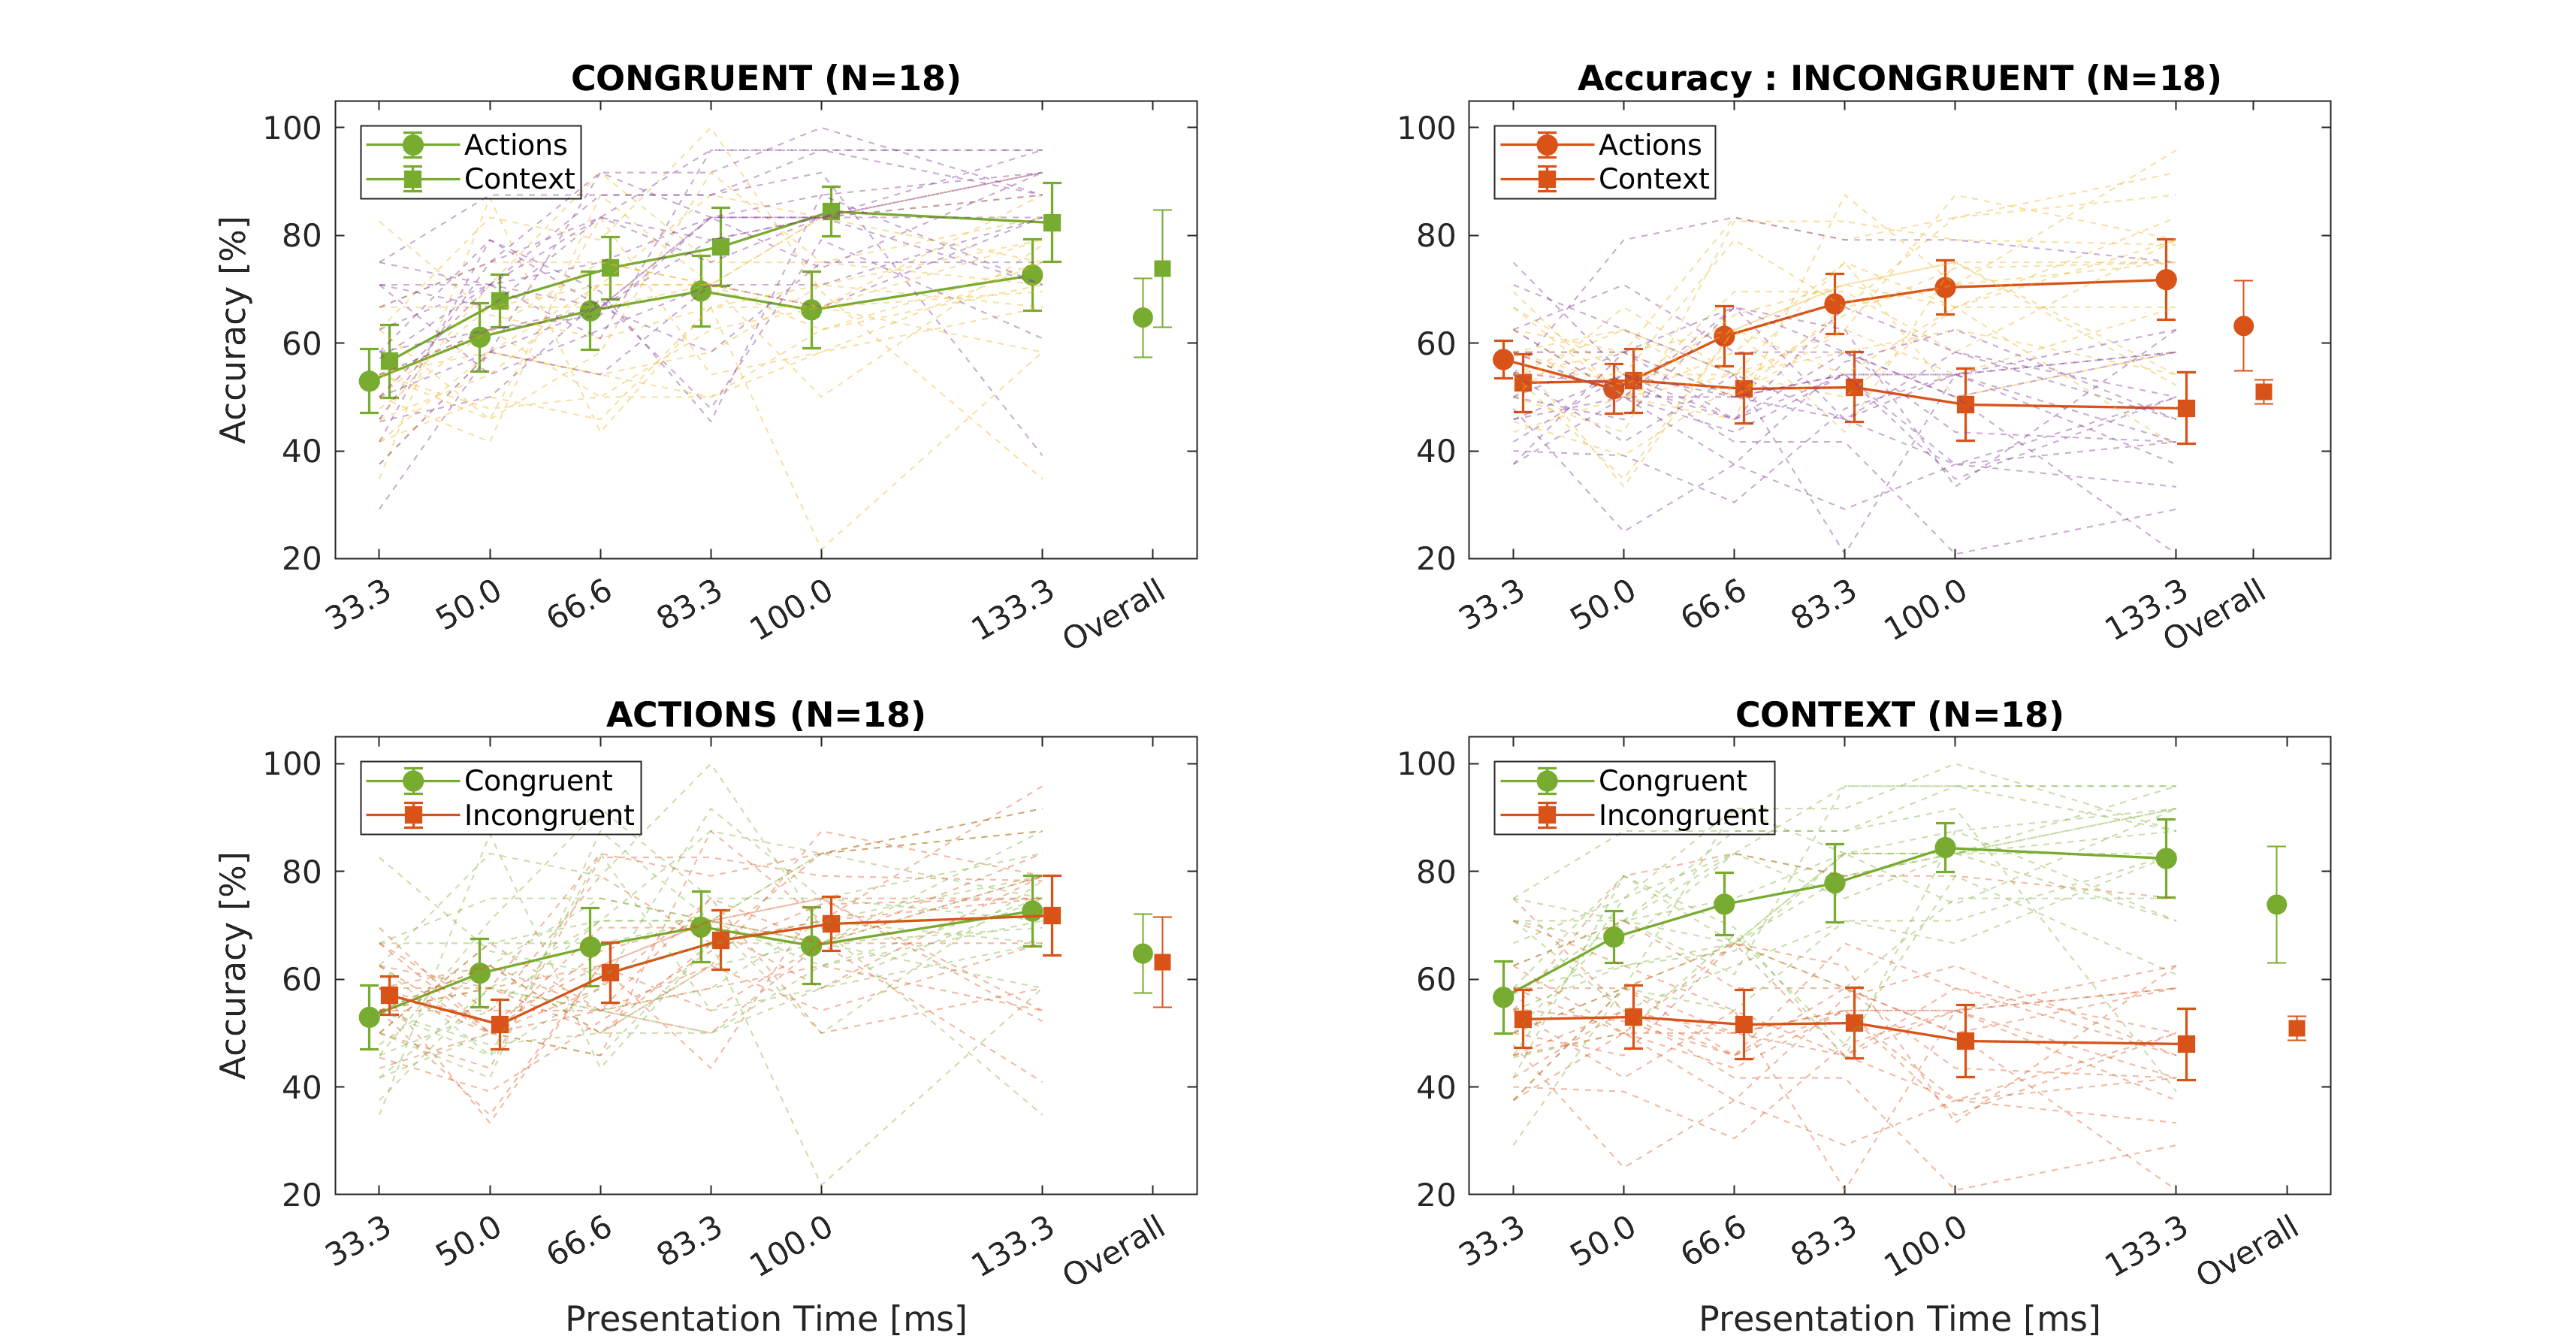 CONGRUENT (N=18)
Accuracy [%]
100
80
60
40
20
Actions
Context
33.3
50.0
66.6
83.3
100.0
133.3
Overall
Accuracy : INCONGRUENT (N=18)
100
80
60
40
20
Actions
Context
33.3
50.0
66.6
83.3
100.0
133.3
Overall
ACTIONS (N=18)
Accuracy [%]
100
80
60
40
20
Congruent
Incongruent
33.3
50.0
66.6
83.3
100.0
133.3
Overall
Presentation Time [ms]
CONTEXT (N=18)
100
80
60
40
20
Congruent
Incongruent
33.3
50.0
66.6
83.3
100.0
133.3
Overall
Presentation Time [ms]